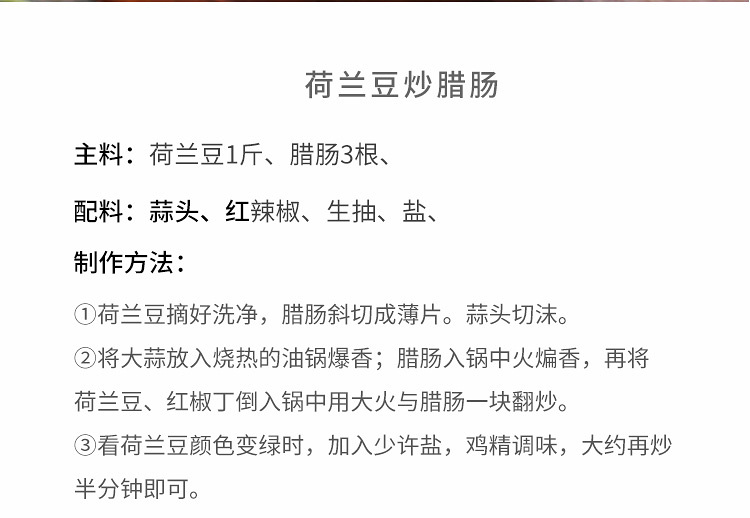 荷兰豆炒腊肠
主料：荷兰豆1斤、腊肠3根、
配料：蒜头、红辣椒、生抽、盐、
制作方法：
①荷兰豆摘好洗净，腊肠斜切成薄片。蒜头切沫。
②将大蒜放入烧热的油锅爆香；腊肠入锅中火煸香，再将
荷兰豆、红椒丁倒入锅中用大火与腊肠一块翻炒。
③看荷兰豆颜色变绿时，加入少许盐，鸡精调味，大约再炒
半分钟即可。